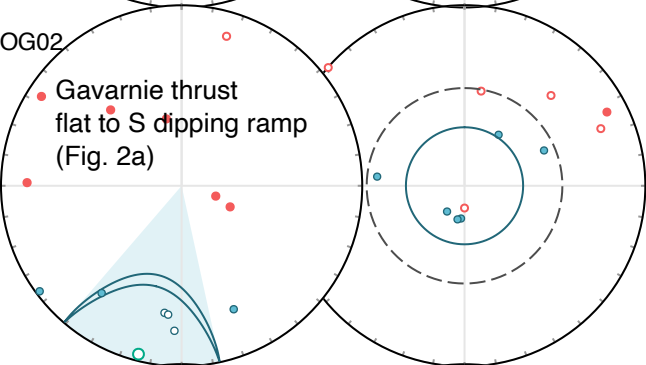 OG02
Gavarnie thrust
flat to S dipping ramp
(Fig. 2a)